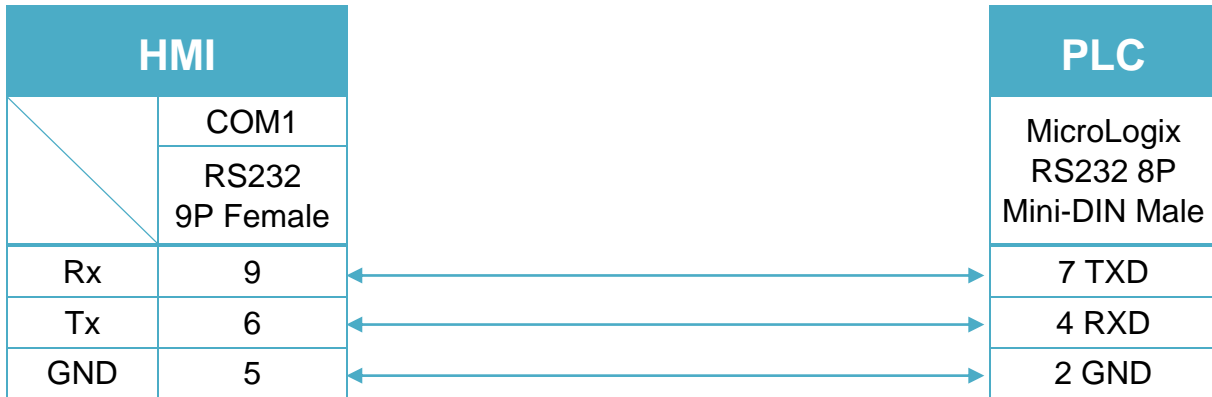 HMI
PLC
COM1
RS232
9P Female
MicroLogix
RS232 8P
Mini-DIN Male
Rx 9 7 TXD
Tx 6 4 RXD
GND 5 2 GND